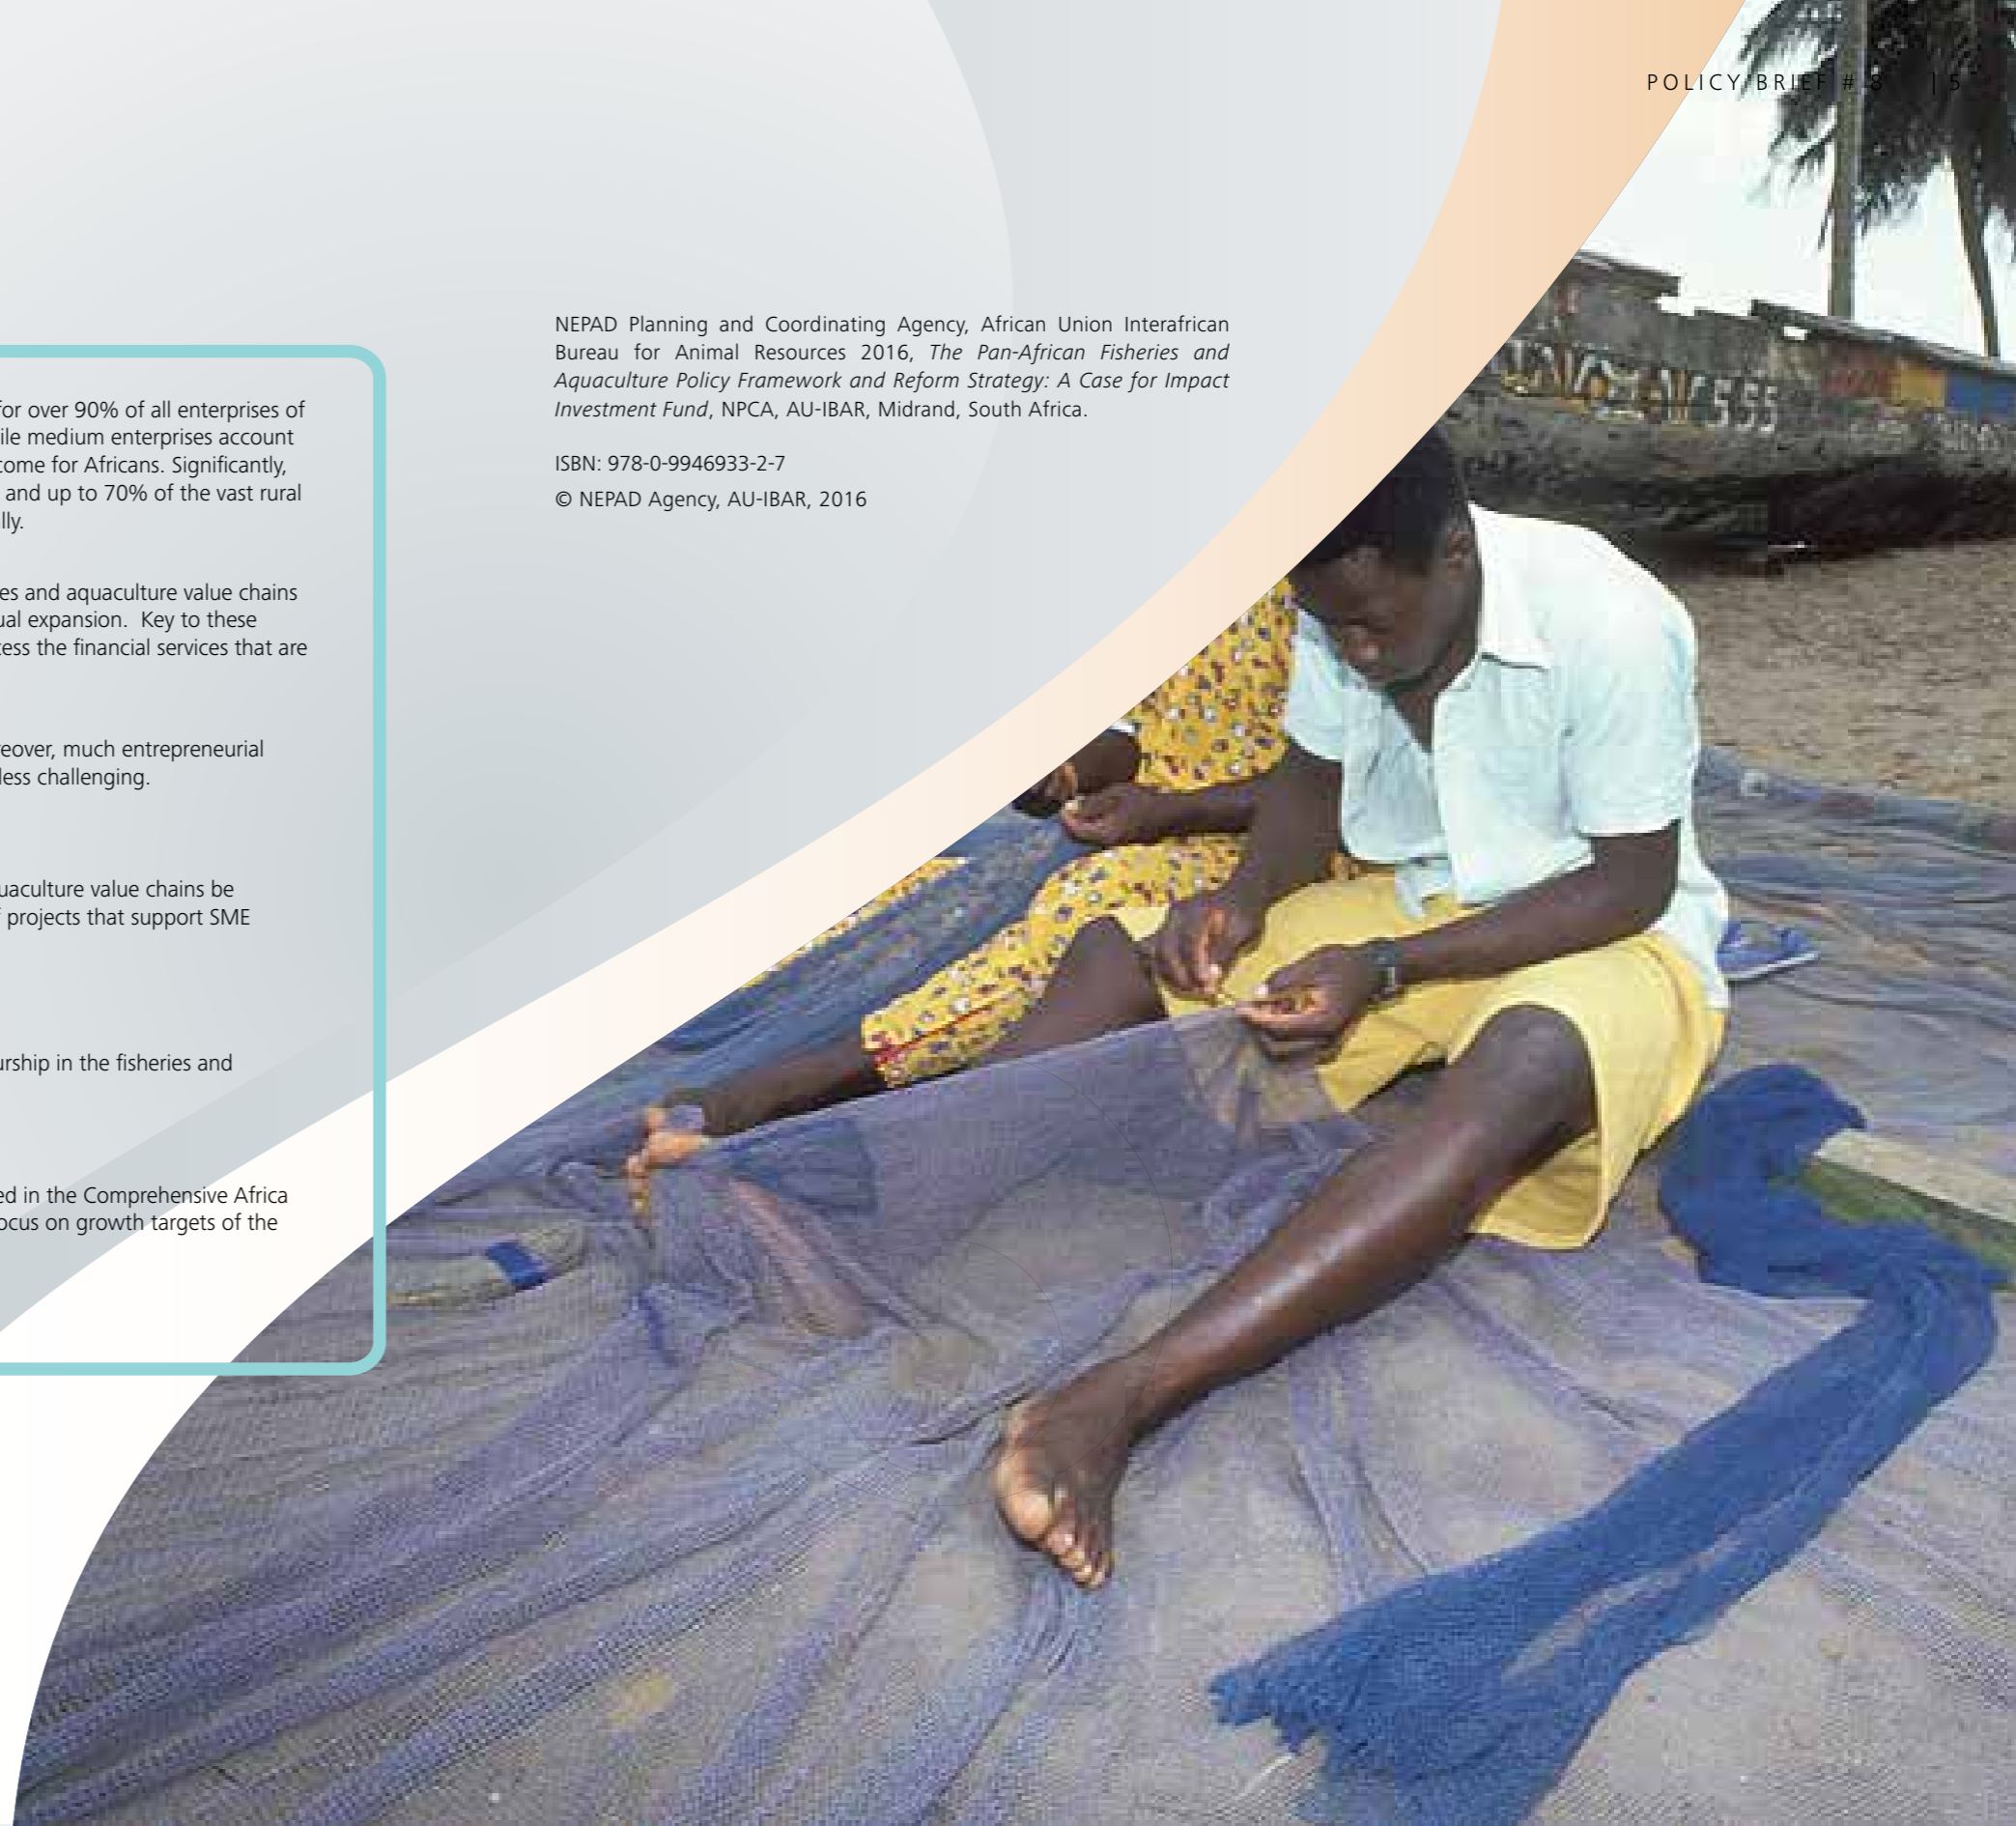 POLICY BRIEF # 8 | 5
for over 90% of all enterprises of
ile medium enterprises account
come for Africans. Significantly,
and up to 70% of the vast rural
lly.
es and aquaculture value chains
ual expansion. Key to these
cess the financial services that are
eover, much entrepreneurial
less challenging.
uaculture value chains be
f projects that support SME
urship in the fisheries and
ed in the Comprehensive Africa
ocus on growth targets of the
NEPAD Planning and Coordinating Agency, African Union Interafrican
Bureau for Animal Resources 2016, The Pan-African Fisheries and
Aquaculture Policy Framework and Reform Strategy: A Case for Impact
Investment Fund, NPCA, AU-IBAR, Midrand, South Africa.
ISBN: 978-0-9946933-2-7
© NEPAD Agency, AU-IBAR, 2016
555